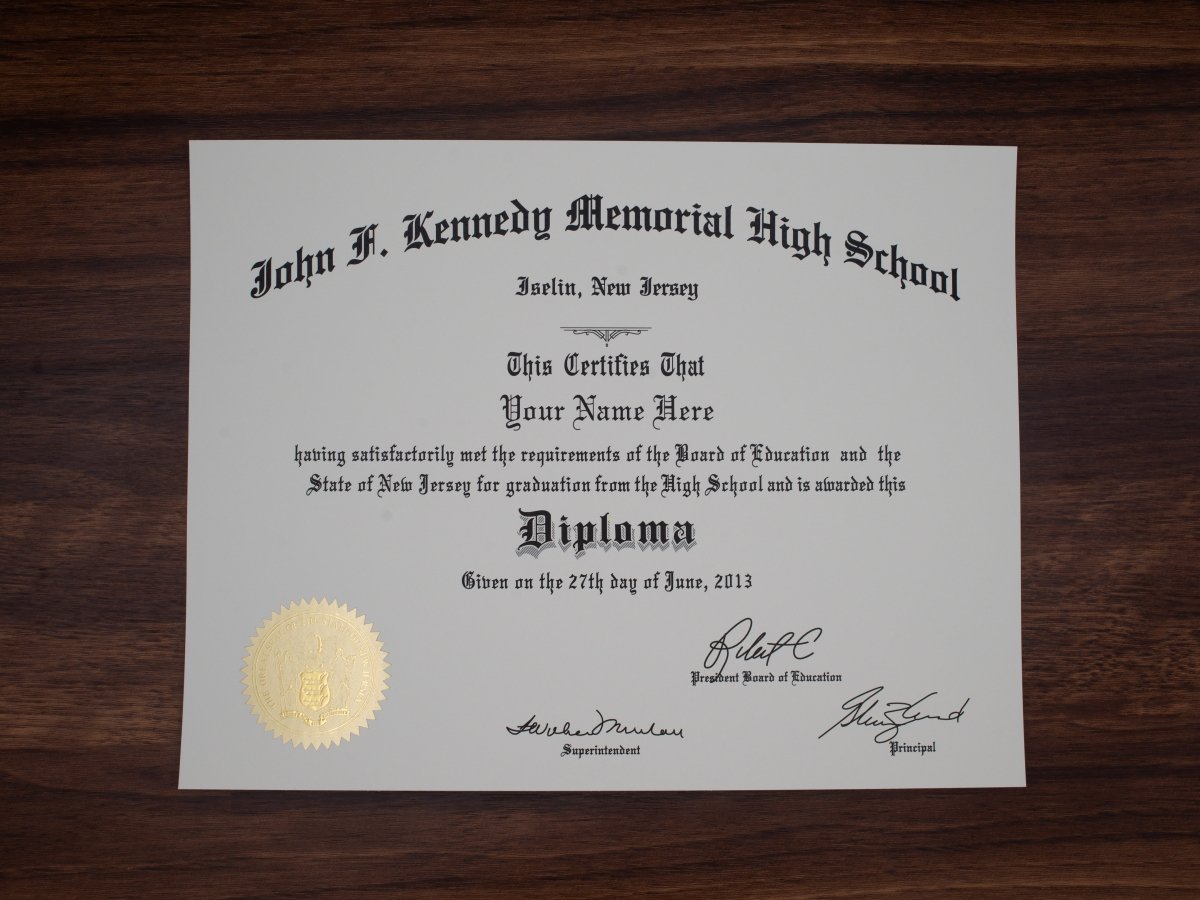 John F. Kennedy Memorial High School
Iselin, New Jersey
This Certifies That
Your Name Here
having satisfactorily met the requirements of the Board of Education and the
State of New Jersey for graduation from the High School and is awarded this
Diploma
Given on the 27th day of June, 2013
President Board of Education
Superintendent
Principal